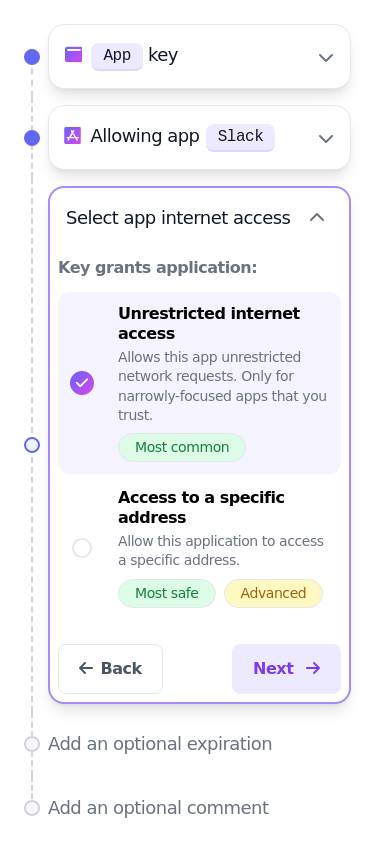 App key
Allowing app Slack
Select app internet access
Key grants application:
Unrestricted internet
access
Allows this app unrestricted
network requests. Only for
narrowly-focused apps that you
trust.
Most common
Access to a specific
address
Allow this application to access
a specific address.
Most safe Advanced
Back Next
Add an optional expiration
Add an optional comment